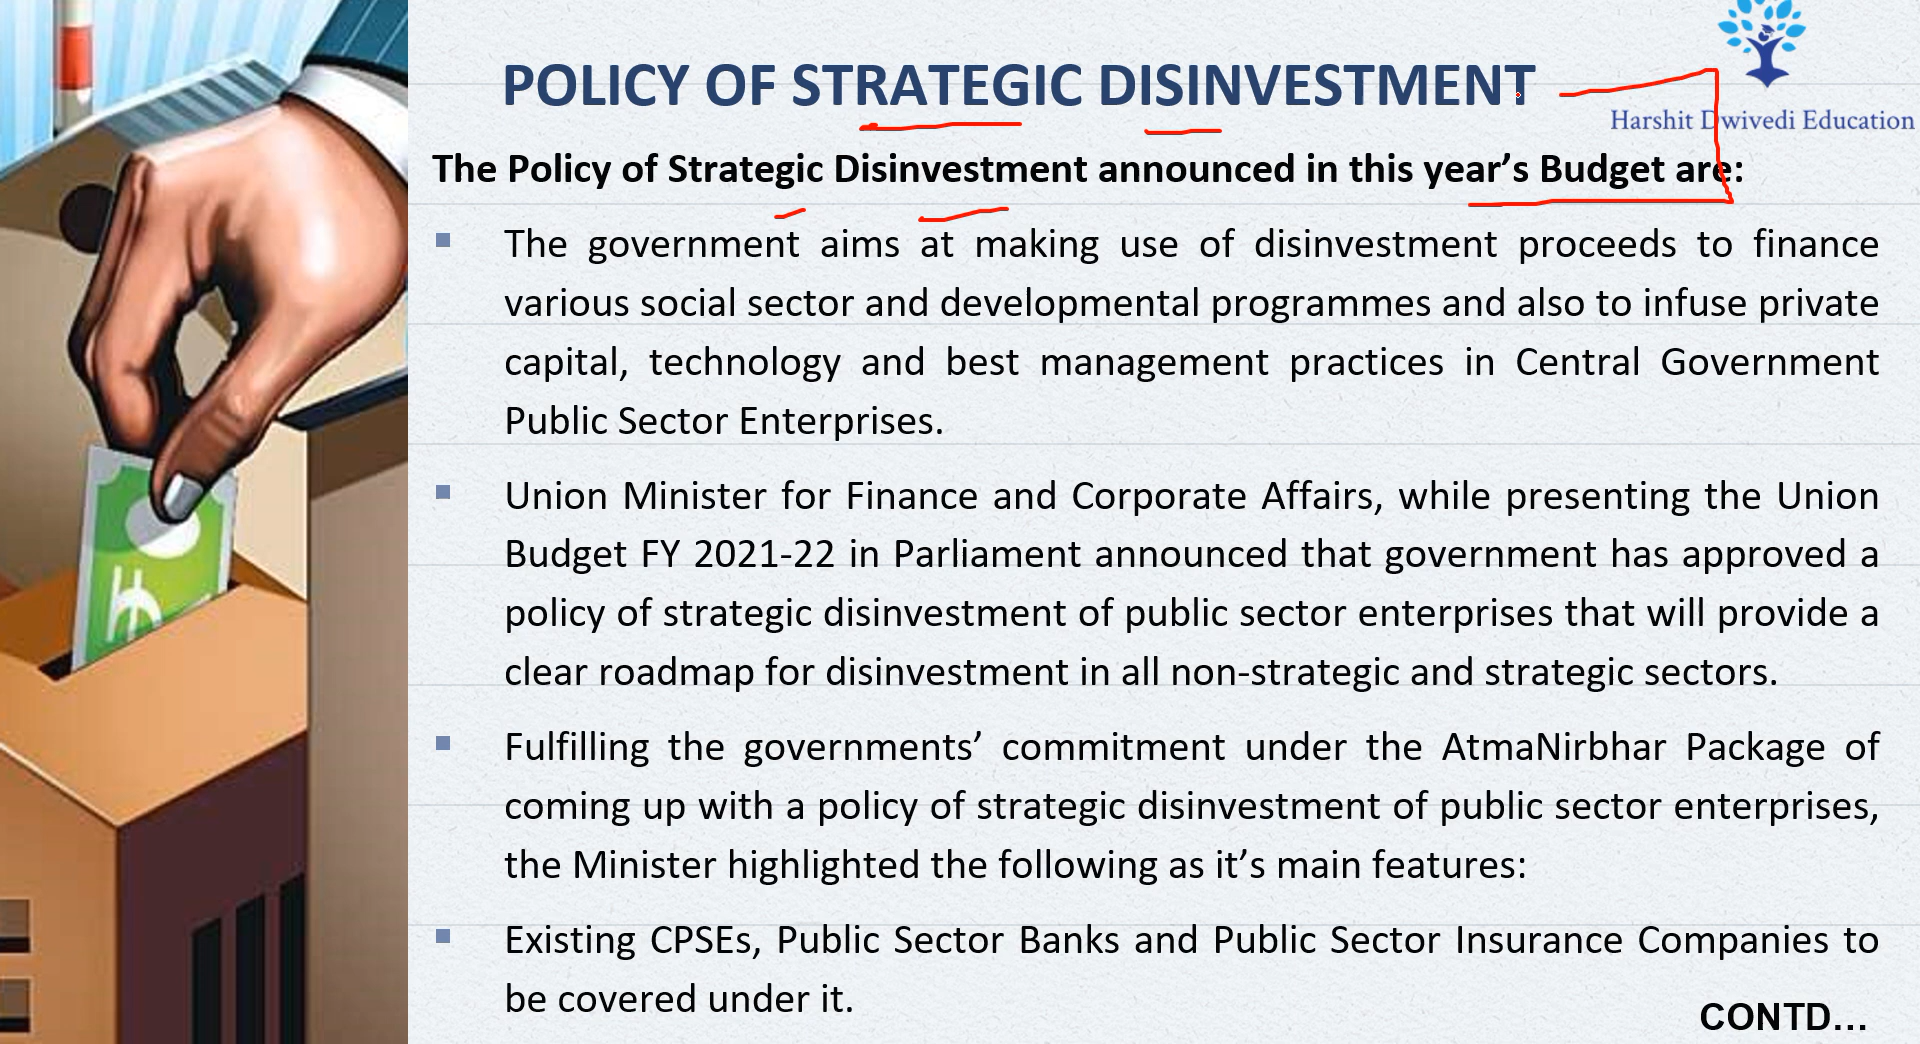 POLICY OF STRATEGIC DISINVESTMENT
Harshit Dwivedi Education
The Policy of Strategic Disinvestment announced in this year’s Budget are:
The government aims at making use of disinvestment proceeds to finance
various social sector and developmental programmes and also to infuse private
capital, technology and best management practices in Central Government
Public Sector Enterprises.
Union Minister for Finance and Corporate Affairs, while presenting the Union
Budget FY 2021-22 in Parliament announced that government has approved a
policy of strategic disinvestment of public sector enterprises that will provide a
clear roadmap for disinvestment in all non-strategic and strategic sectors.
Fulfilling the governments’ commitment under the AtmaNirbhar Package of
coming up with a policy of strategic disinvestment of public sector enterprises,
the Minister highlighted the following as it’s main features:
Existing CPSEs, Public Sector Banks and Public Sector Insurance Companies to
be covered under it.
CONTD...